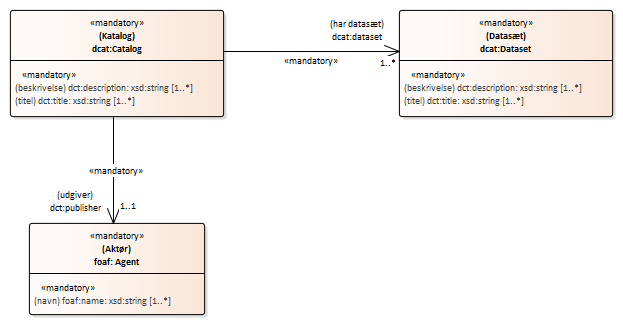 «mandatory»
(Katalog)
dcat:Catalog
«mandatory»
(beskrivelse) dct:description: xsd:string [1..*]
(titel) dct:title: xsd:string [1..*]
(har datasæt)
dcat:dataset
«mandatory»
1..*
«mandatory»
(Datasæt)
dcat:Dataset
«mandatory»
(beskrivelse) dct:description: xsd:string [1..*]
(titel) dct:title: xsd:string [1..*]
«mandatory»
(udgiver)
dct:publisher
1..1
«mandatory»
(Aktør)
foaf: Agent
«mandatory»
(navn) foaf:name: xsd:string [1..*]